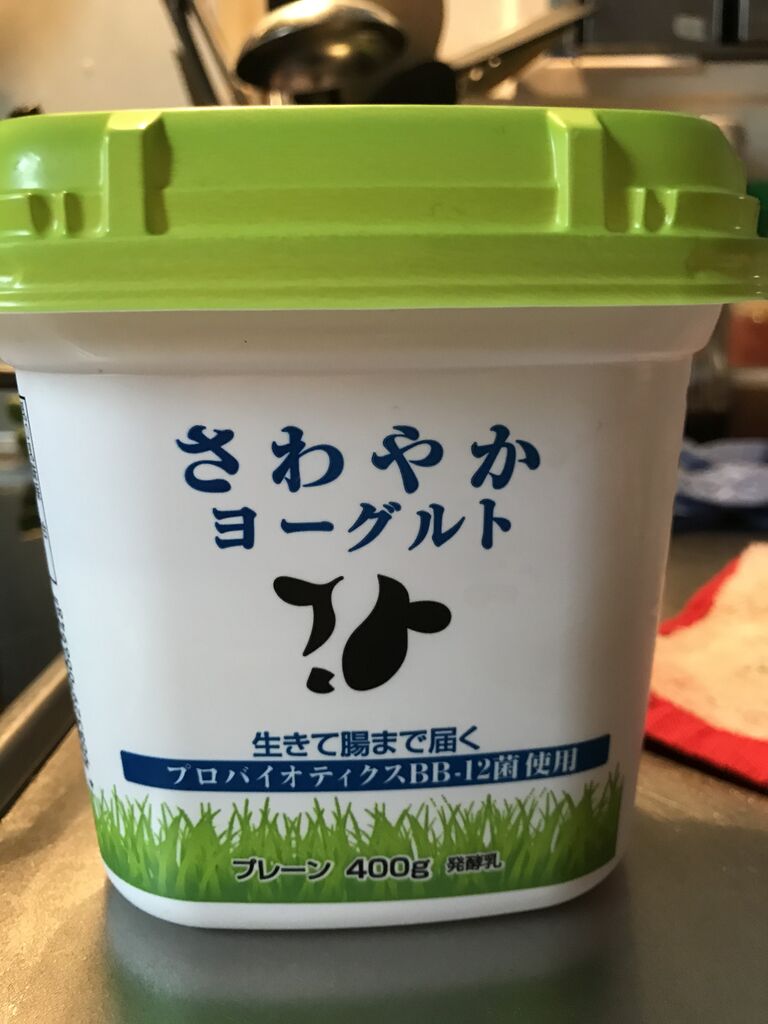 さわやか
ヨーグルト
生きて腸まで届く
プロバイオティクスBB-12菌使用
プレーン 400g 発酵乳